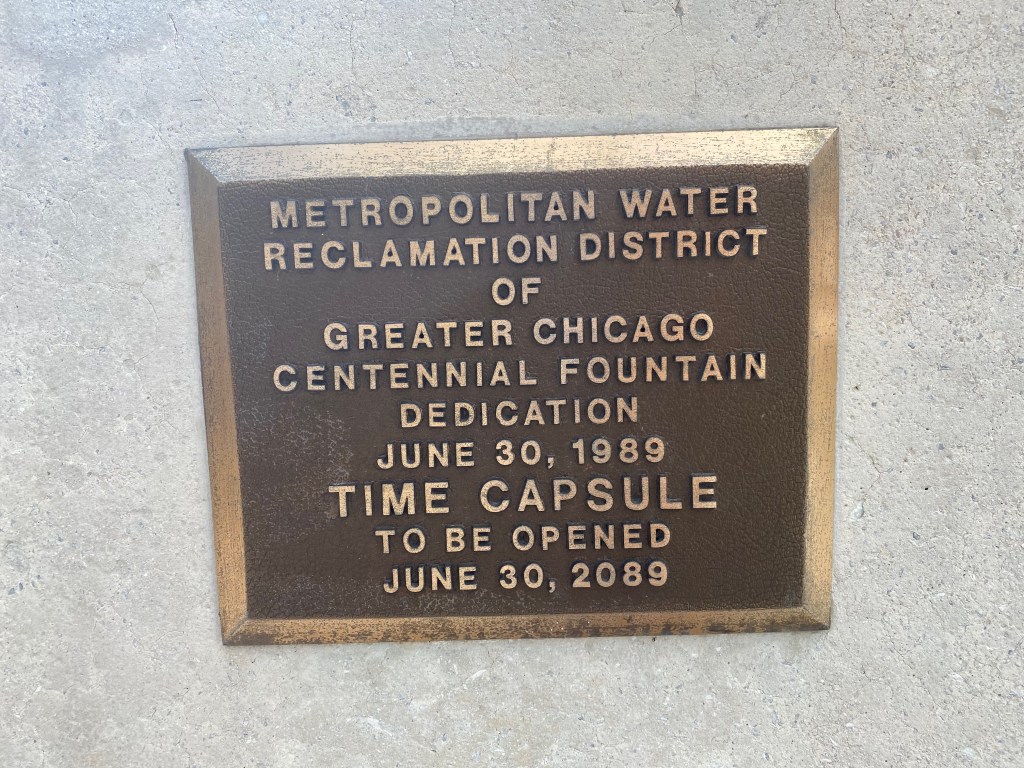 METROPOLITAN WATER
RECLAMATION DISTRICT
OF
GREATER CHICAGO
CENTENNIAL FOUNTAIN
DEDICATION
JUNE 30, 1989
TIME CAPSULE
TO BE OPENED
JUNE 30, 2089